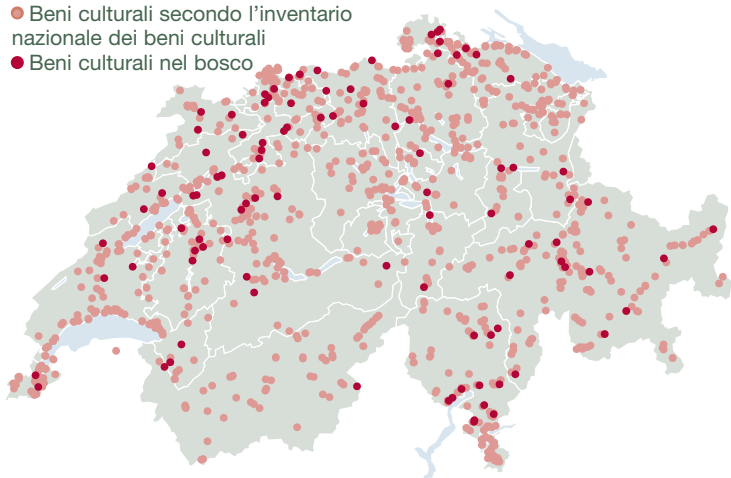 Beni culturali secondo l’inventario
nazionale dei beni culturali
Beni culturali nel bosco